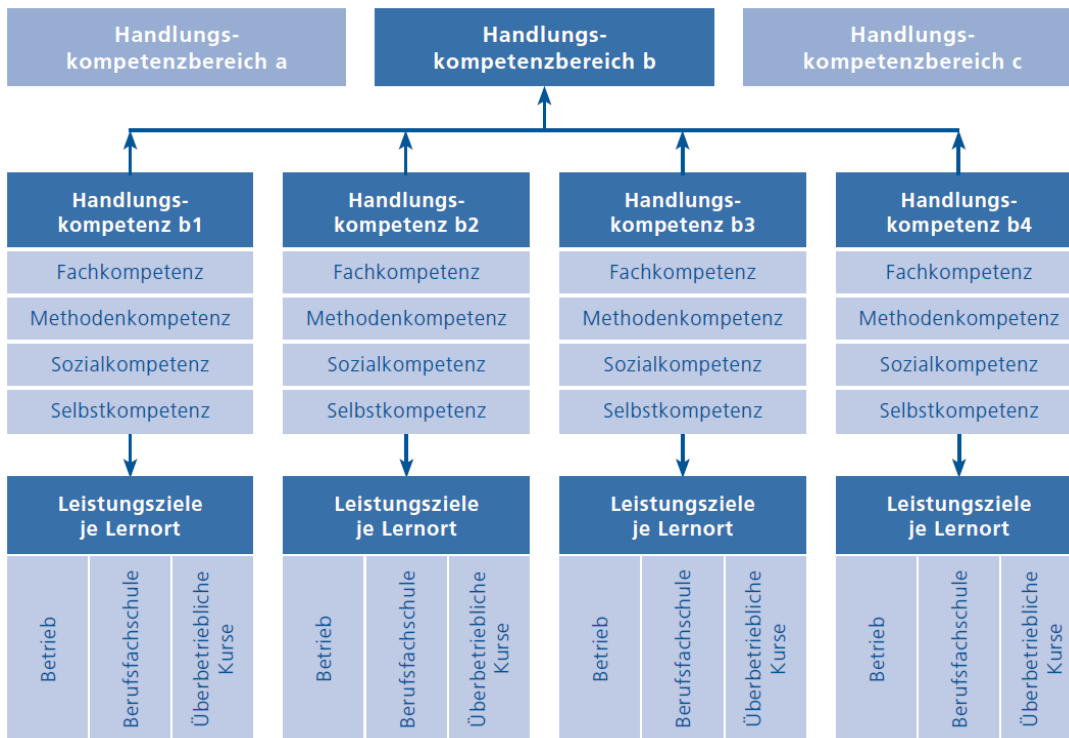 Handlungs-
kompetenzbereich a
Handlungs-
kompetenzbereich b
Handlungs-
kompetenzbereich c
Handlungs-
kompetenz b1
Fachkompetenz
Methodenkompetenz
Sozialkompetenz
Selbstkompetenz
Leistungsziele
je Lernort
Betrieb
Berufsfachschule
Überbetriebliche
Kurse
Handlungs-
kompetenz b2
Fachkompetenz
Methodenkompetenz
Sozialkompetenz
Selbstkompetenz
Leistungsziele
je Lernort
Betrieb
Berufsfachschule
Überbetriebliche
Kurse
Handlungs-
kompetenz b3
Fachkompetenz
Methodenkompetenz
Sozialkompetenz
Selbstkompetenz
Leistungsziele
je Lernort
Betrieb
Berufsfachschule
Überbetriebliche
Kurse
Handlungs-
kompetenz b4
Fachkompetenz
Methodenkompetenz
Sozialkompetenz
Selbstkompetenz
Leistungsziele
je Lernort
Betrieb
Berufsfachschule
Überbetriebliche
Kurse